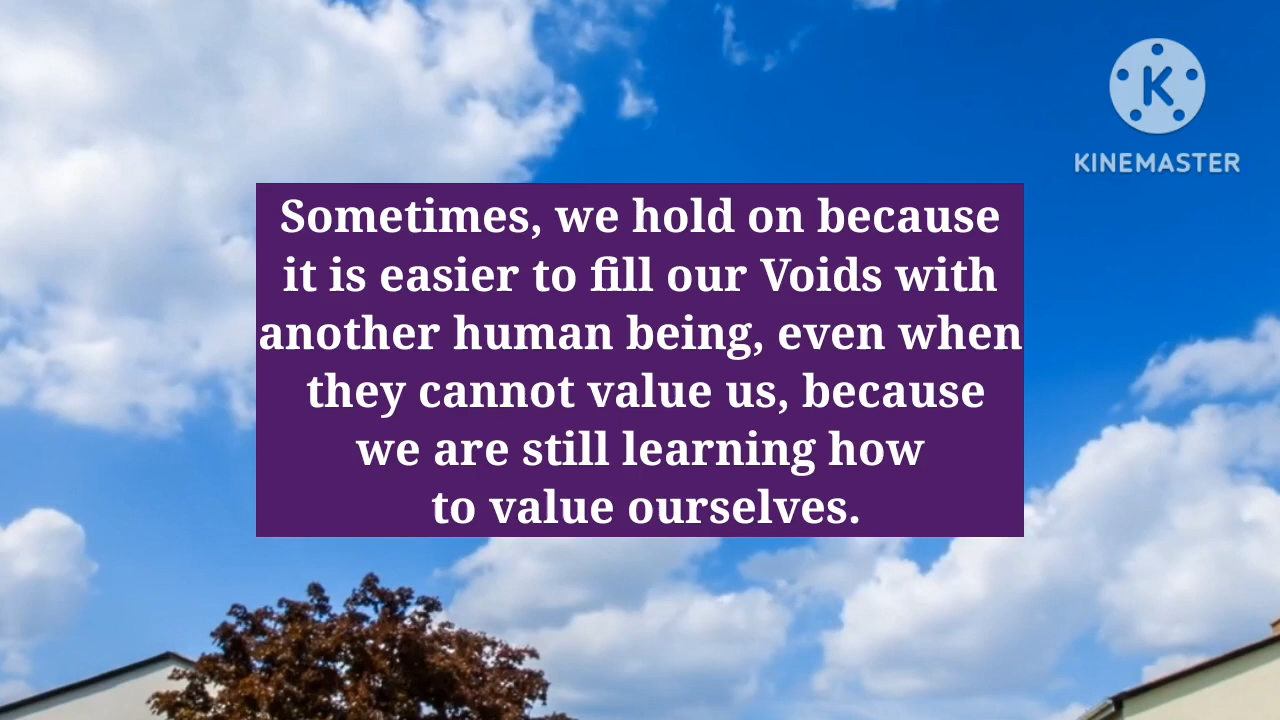 K
KINEMASTER
Sometimes, we hold on because
it is easier to fill our Voids with
another human being, even when
they cannot value us, because
we are still learning how
to value ourselves.